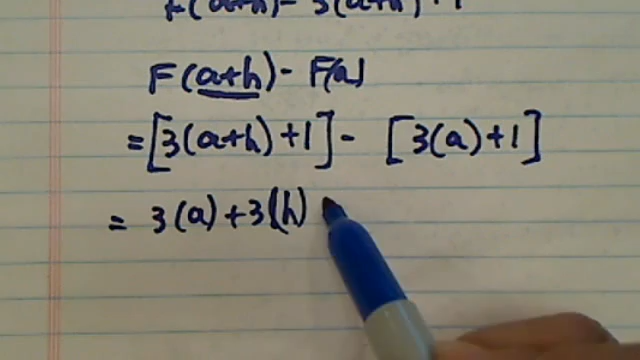 F(a+h) - F(a)
=[3(a+h)+1] - [3(a)+1]
= 3(a)+3(h)